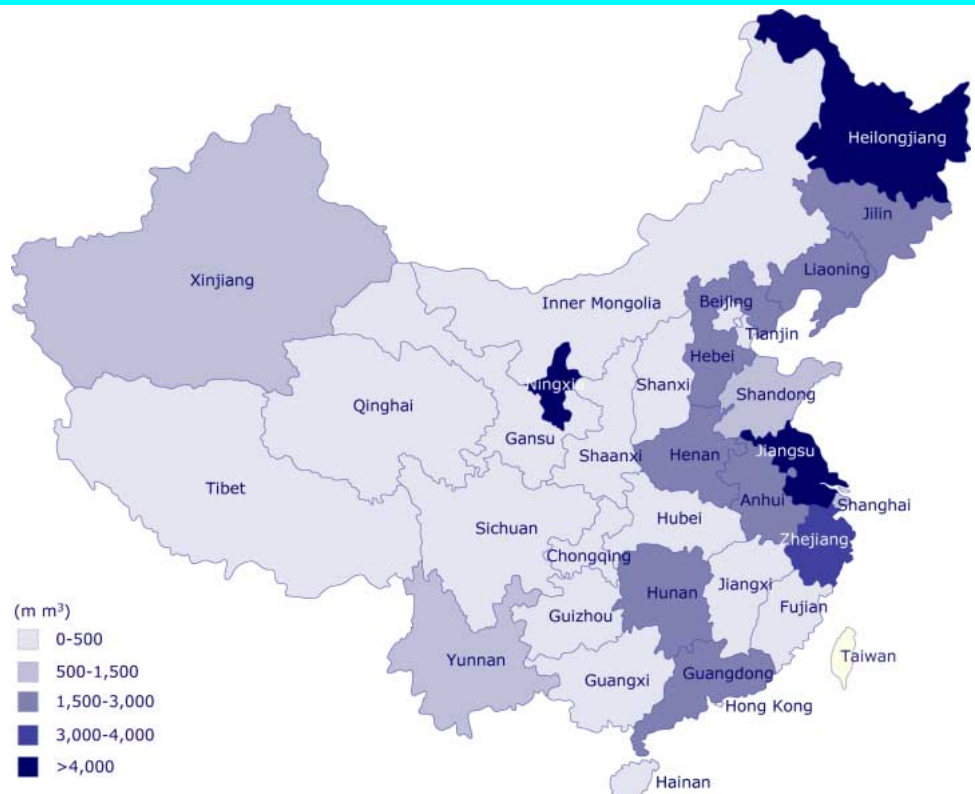 Heilongjiang
Jilin
Liaoning
Xinjiang
Inner Mongolia
Beijing
Tianjin
Hebei
Ningxia
Shanxi
Shandong
Qinghai
Gansu
Shaanxi
Henan
Jiangsu
Tibet
Anhui
Shanghai
Sichuan
Hubei
Zhejiang
Chongqing
Hunan
Jiangxi
Guizhou
Fujian
Yunnan
Guangxi
Guangdong
Taiwan
Hong Kong
Hainan
(m m³)
0-500
500-1,500
1,500-3,000
3,000-4,000
>4,000